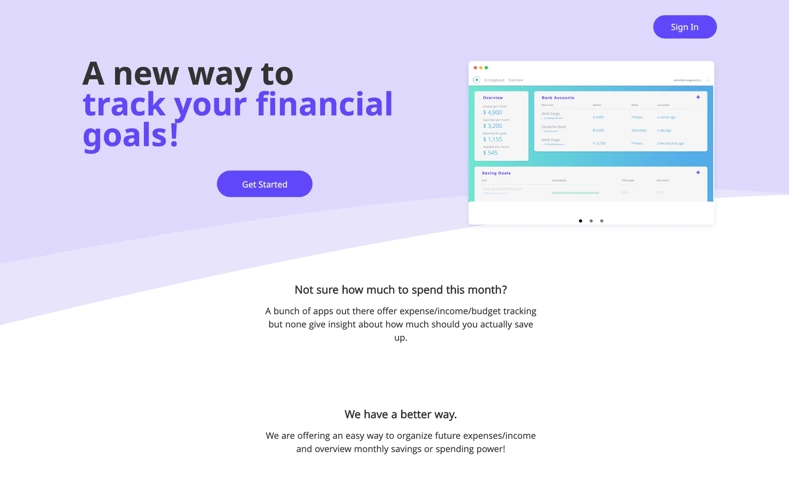 Sign In
A new way to
track your financial
goals!
Get Started
Overview
$ 4,900
$ 3,200
$ 1,155
$ 545
Bank Accounts
Saving Goals
Not sure how much to spend this month?
A bunch of apps out there offer expense/income/budget tracking
but none give insight about how much should you actually save
up.
We have a better way.
We are offering an easy way to organize future expenses/income
and overview monthly savings or spending power!